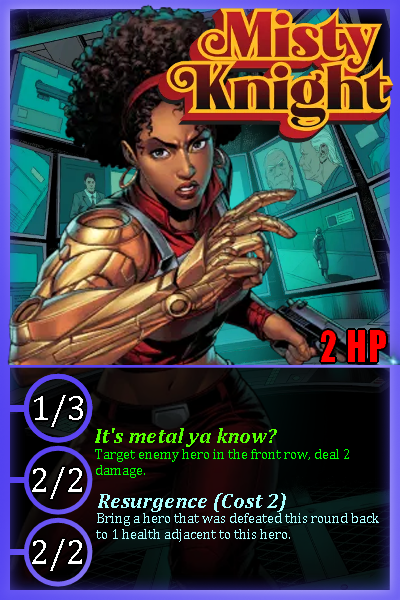 Misty
Knight
2 HP
1/3
It's metal ya know?
Target enemy hero in the front row, deal 2
damage.
2/2
Resurgence (Cost 2)
Bring a hero that was defeated this round back
to 1 health adjacent to this hero.
2/2